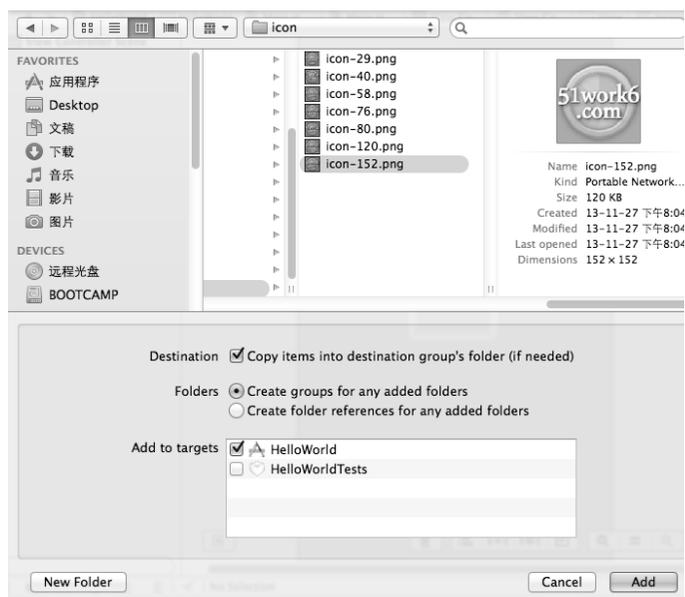 icon
FAVORITES
应用程序
Desktop
文稿
下载
音乐
影片
图片
DEVICES
远程光盘
BOOTCAMP
icon-29.png
icon-40.png
icon-58.png
icon-76.png
icon-80.png
icon-120.png
icon-152.png
51work6
.com
Name icon-152.png
Kind Portable Network...
Size 120 KB
Created 13-11-27 下午8:04
Modified 13-11-27 下午8:04
Last opened 13-11-27 下午8:04
Dimensions 152 × 152
Destination Copy items into destination group's folder (if needed)
Folders Create groups for any added folders
Create folder references for any added folders
Add to targets HelloWorld
HelloWorldTests
No Selection
New Folder Cancel Add